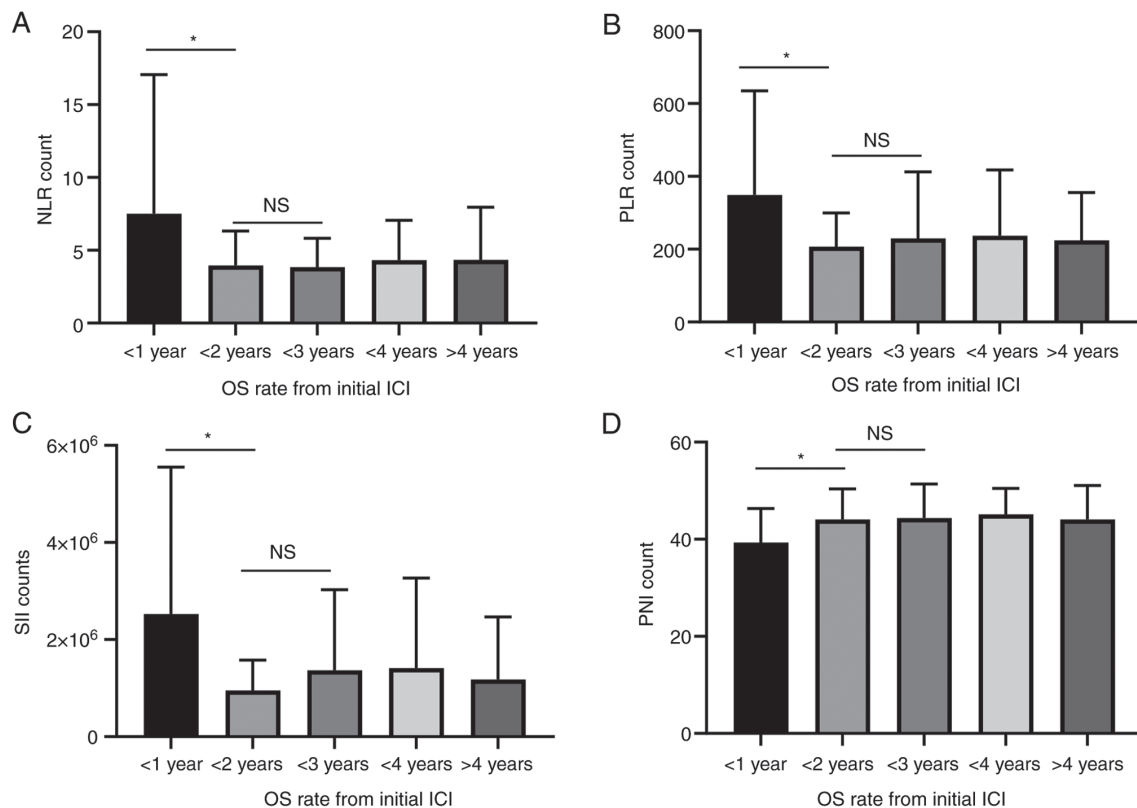 A
20
15
10
5
0
NLR count
*
NS
<1 year <2 years <3 years <4 years >4 years
OS rate from initial ICI
B
800
600
400
200
0
PLR count
*
NS
<1 year <2 years <3 years <4 years >4 years
OS rate from initial ICI
C
6×10⁶
4×10⁶
2×10⁶
0
SII counts
*
NS
<1 year <2 years <3 years <4 years >4 years
OS rate from initial ICI
D
60
40
20
0
PNI count
*
NS
<1 year <2 years <3 years <4 years >4 years
OS rate from initial ICI